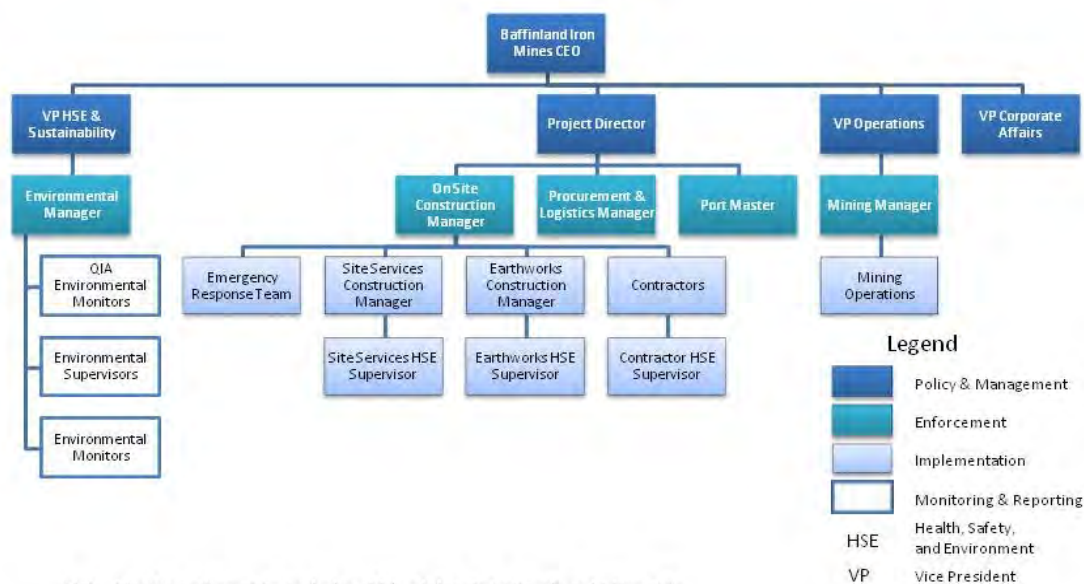 Baffinland Iron
Mines CEO
VP HSE &
Sustainability
Project Director
VP Operations
VP Corporate
Affairs
Environmental
Manager
On Site
Construction
Manager
Procurement &
Logistics Manager
Port Master
Mining Manager
QIA
Environmental
Monitors
Emergency
Response Team
Site Services
Construction
Manager
Earthworks
Construction
Manager
Contractors
Mining
Operations
Environmental
Supervisors
Site Services HSE
Supervisor
Earthworks HSE
Supervisor
Contractor HSE
Supervisor
Environmental
Monitors
Legend
Policy & Management
Enforcement
Implementation
Monitoring & Reporting
HSE Health, Safety,
and Environment
VP Vice President